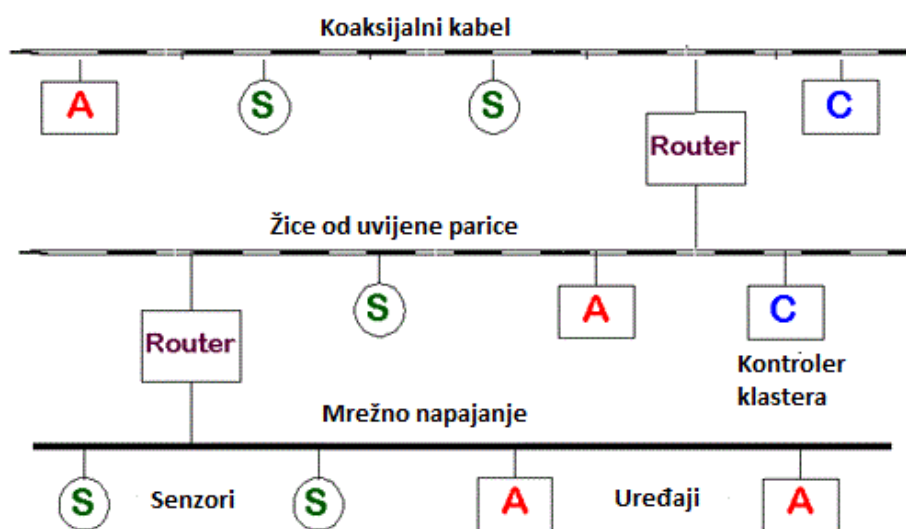 Koaksijalni kabel
A
S
S
Router
C
Žice od uvijene parice
Router
S
A
C
Kontroler
klastera
Mrežno napajanje
S
Senzori
S
A
Uređaji
A